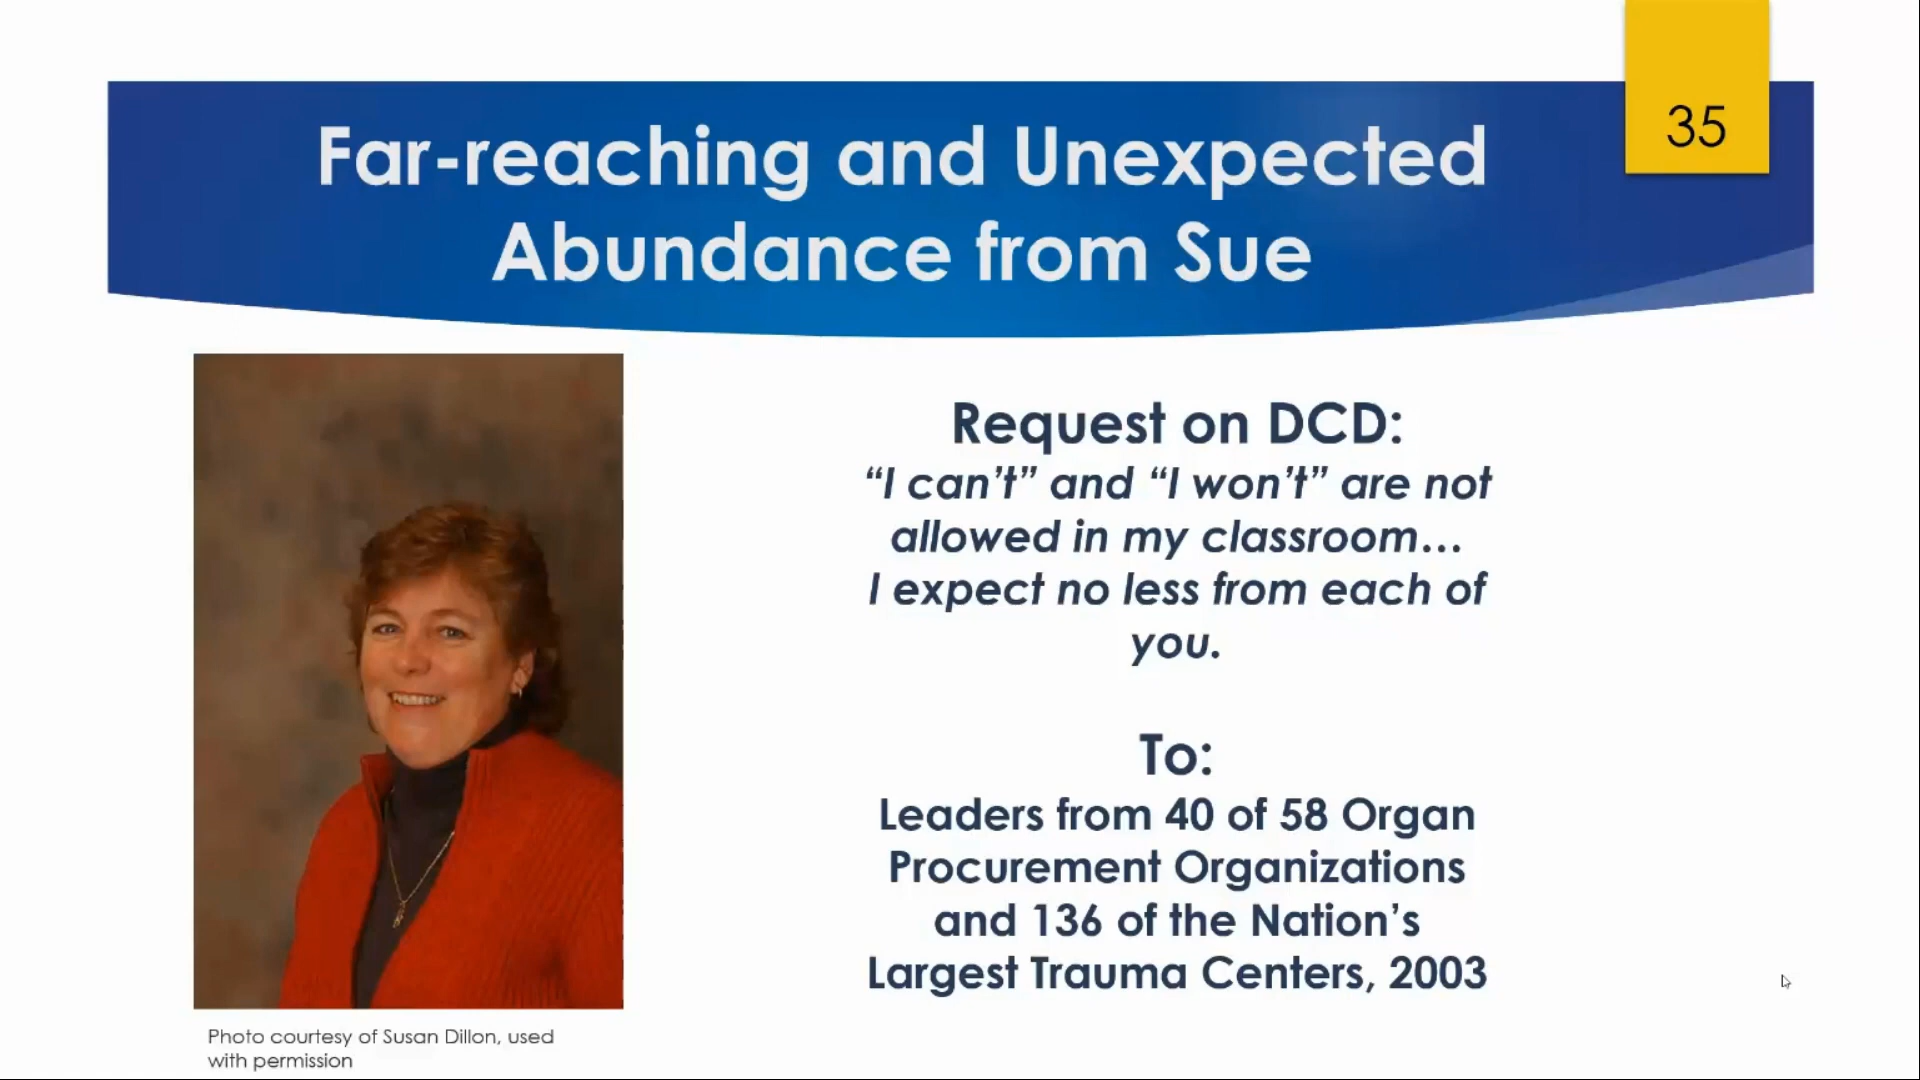 35
Far-reaching and Unexpected
Abundance from Sue
Request on DCD:
“I can’t” and “I won’t” are not
allowed in my classroom…
I expect no less from each of
you.
To:
Leaders from 40 of 58 Organ
Procurement Organizations
and 136 of the Nation’s
Largest Trauma Centers, 2003
Photo courtesy of Susan Dillon, used
with permission